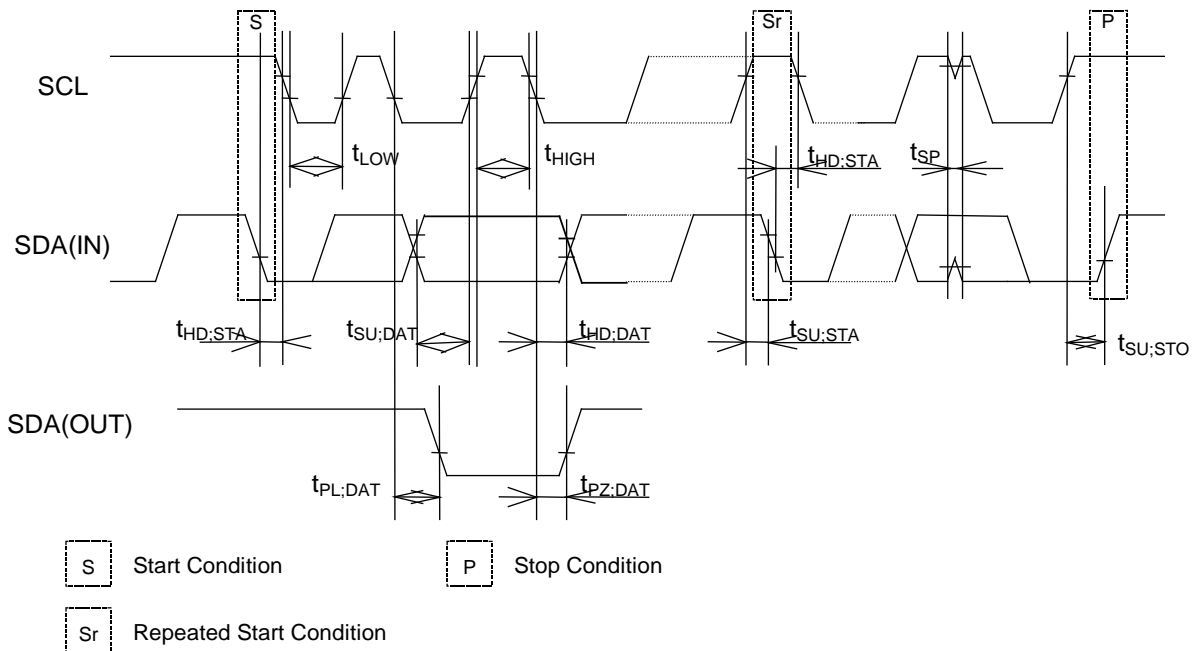 S Sr P
SCL
tLOW tHIGH tHD;STA tSP
SDA(IN)
tHD;STA tSU;DAT tHD;DAT tSU;STA tSU;STO
SDA(OUT)
tPL;DAT tPZ;DAT
S Start Condition P Stop Condition
Sr Repeated Start Condition